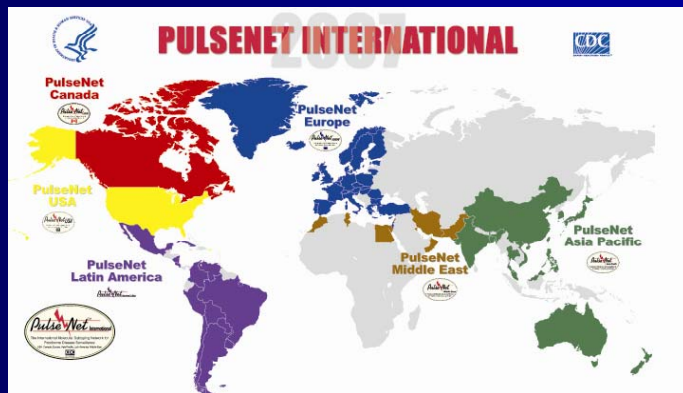 2007
PULSENET INTERNATIONAL
CDC
PulseNet
Canada
PulseNet
Europe
PulseNet
USA
PulseNet
Asia Pacific
PulseNet
Middle East
PulseNet
Latin America
PulseNet International